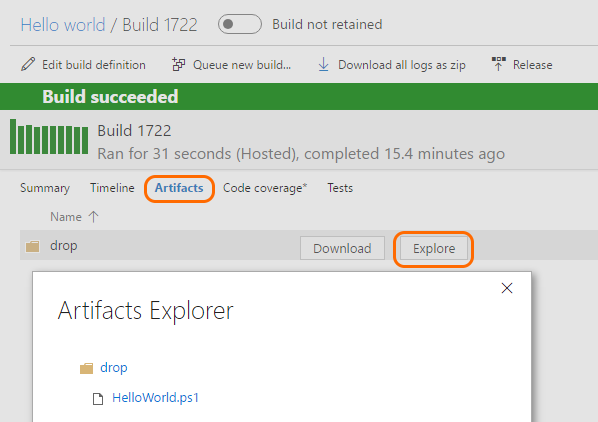 Hello world / Build 1722 Build not retained
Edit build definition Queue new build... Download all logs as zip Release
Build succeeded
Build 1722
Ran for 31 seconds (Hosted), completed 15.4 minutes ago
Summary Timeline Artifacts Code coverage* Tests
Name
drop Download Explore
Artifacts Explorer
drop
HelloWorld.ps1